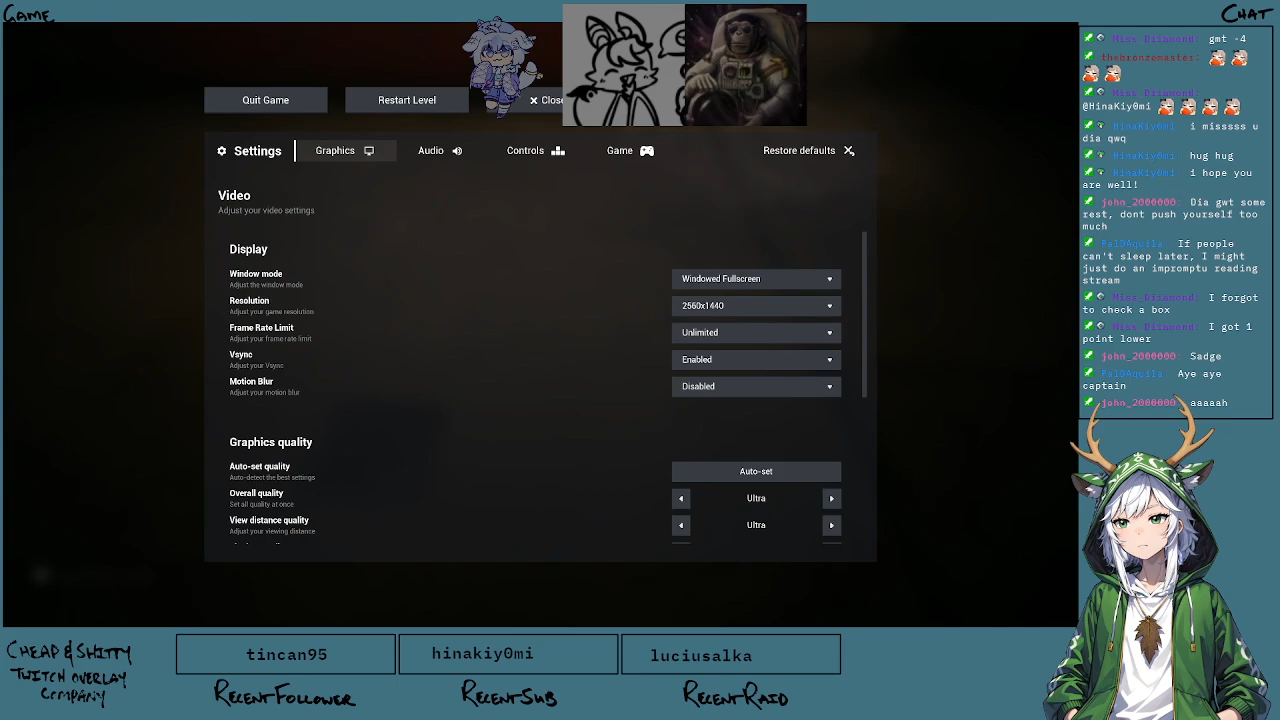 GAME
CHAT
Quit Game
Restart Level
✕ Close
Settings
Graphics
Audio
Controls
Game
Restore defaults
Video
Adjust your video settings
Display
Window mode
Adjust the window mode
Windowed Fullscreen
Resolution
Adjust your game resolution
2560x1440
Frame Rate Limit
Adjust your frame rate limit
Unlimited
Vsync
Adjust your Vsync
Enabled
Motion Blur
Adjust your motion blur
Disabled
Graphics quality
Auto-set quality
Auto-detect the best settings
Auto-set
Overall quality
Set all quality at once
Ultra
View distance quality
Adjust your viewing distance
Ultra
Miss_Diiamond: gmt -4
thebronzemaster:
Miss_Diiamond:
@HinaKiy0mi
HinaKiy0mi: i misssss u
dia qwq
HinaKiy0mi: hug hug
HinaKiy0mi: i hope you
are well!
john_2000000: Dia gwt some
rest, dont push yourself too
much
PalDAquila: If people
can't sleep later, I might
just do an impromptu reading
stream
Miss_Diiamond: I forgot
to check a box
Miss_Diiamond: I got 1
point lower
john_2000000: Sadge
PalDAquila: Aye aye
captain
john_2000000: aaaaah
CHEAP & SHITTY
TWITCH OVERLAY
COMPANY
tincan95
hinakiy0mi
luciusalka
RECENT FOLLOWER
RECENT SUB
RECENT RAID